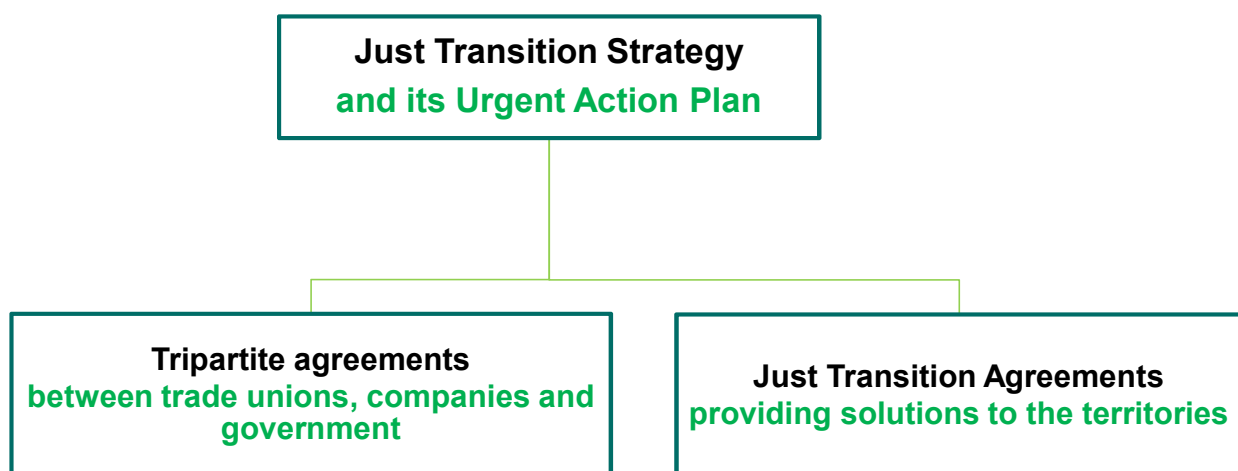 Just Transition Strategy
and its Urgent Action Plan
Tripartite agreements
between trade unions, companies and
government
Just Transition Agreements
providing solutions to the territories